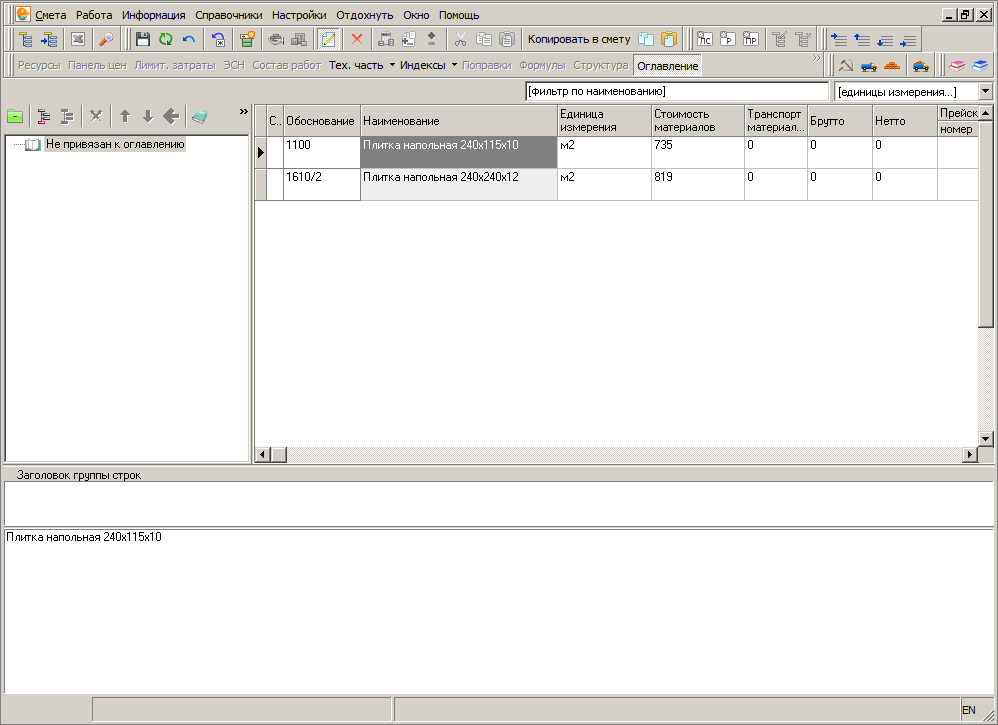 Смета Работа Информация Справочники Настройки Отдохнуть Окно Помощь
Копировать в смету ЛС Р ПР
Ресурсы Панель цен Лимит. затраты ЭСН Состав работ Тех. часть Индексы Поправки Формулы Структура Оглавление
[фильтр по наименованию] [единицы измерения...]
Не привязан к оглавлению
С.. Обоснование Наименование Единица измерения Стоимость материалов Транспорт материал... Брутто Нетто Прейск номер
1100 Плитка напольная 240x115x10 м2 735 0 0 0
1610/2 Плитка напольная 240x240x12 м2 819 0 0 0
Заголовок группы строк
Плитка напольная 240x115x10
EN